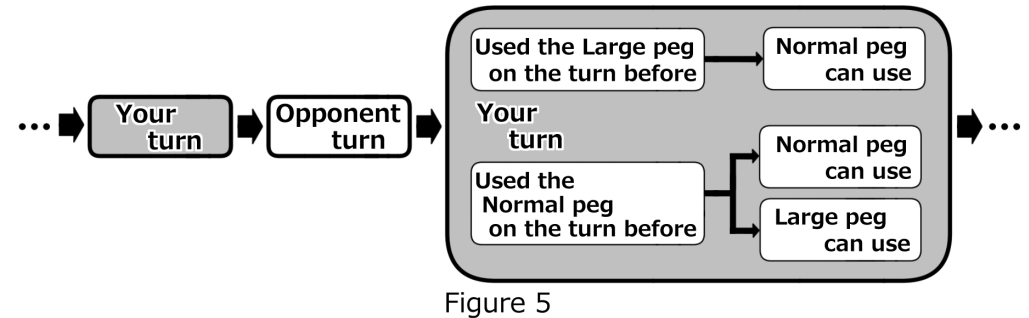 ...
Your
turn
Opponent
turn
Used the Large peg
on the turn before
Normal peg
can use
Your
turn
Used the
Normal peg
on the turn before
Normal peg
can use
Large peg
can use
...
Figure 5